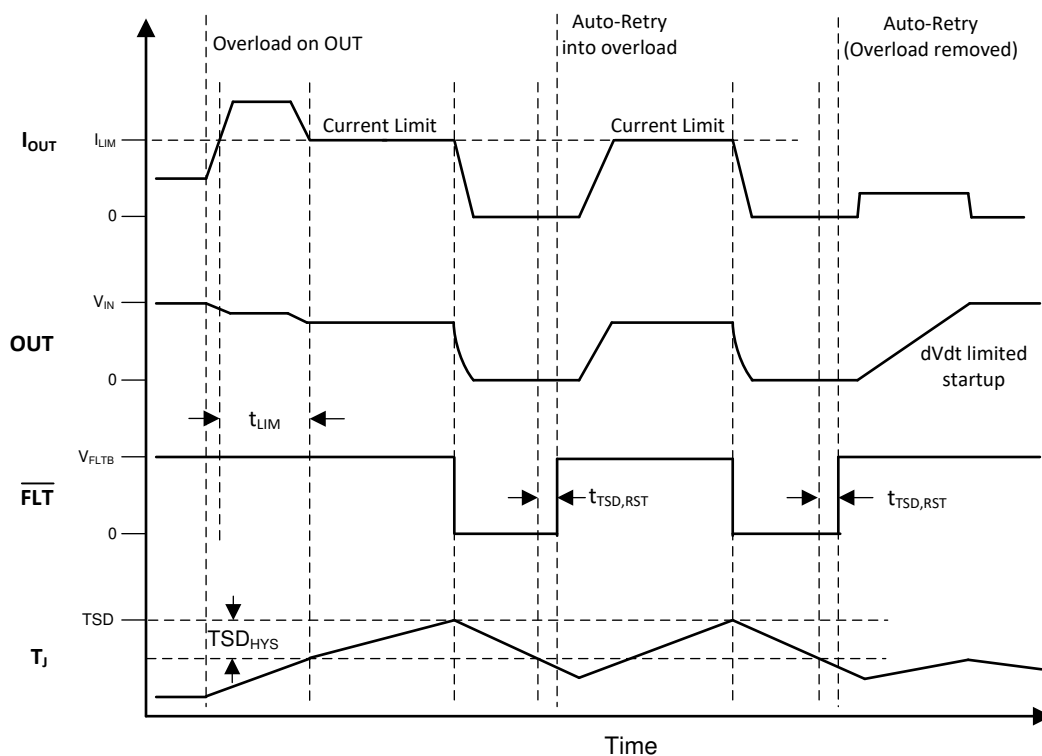 Overload on OUT
Auto-Retry
into overload
Auto-Retry
(Overload removed)
IOUT
ILIM
Current Limit
Current Limit
0
VIN
OUT
0
dVdt limited
startup
tLIM
VFLTB
FLT
tTSD,RST
tTSD,RST
0
TSD
TSDHYS
TJ
Time